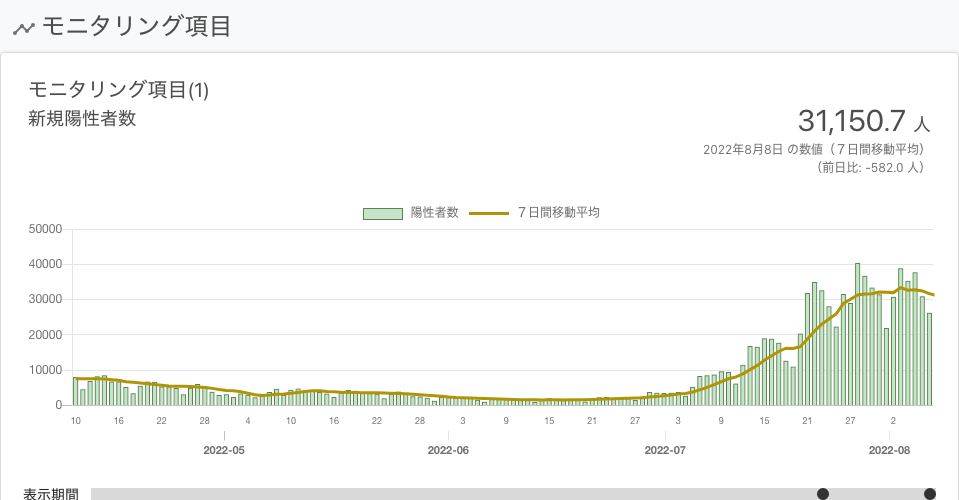 モニタリング項目
モニタリング項目(1)
新規陽性者数
31,150.7 人
2022年8月8日 の数値（７日間移動平均）
（前日比: -582.0 人）
陽性者数 ７日間移動平均
50000
40000
30000
20000
10000
0
10 16 22 28 4 10 16 22 28 3 9 15 21 27 3 9 15 21 27 2
2022-05 2022-06 2022-07 2022-08
表示期間